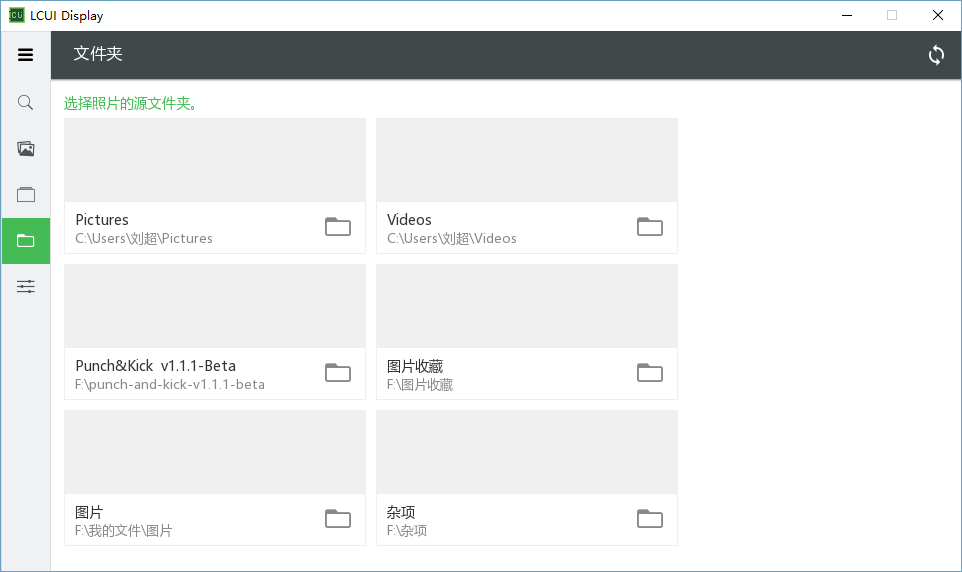 LCUI Display
文件夹
选择照片的源文件夹。
Pictures
C:\Users\刘超\Pictures
Videos
C:\Users\刘超\Videos
Punch&Kick v1.1.1-Beta
F:\punch-and-kick-v1.1.1-beta
图片收藏
F:\图片收藏
图片
F:\我的文件\图片
杂项
F:\杂项